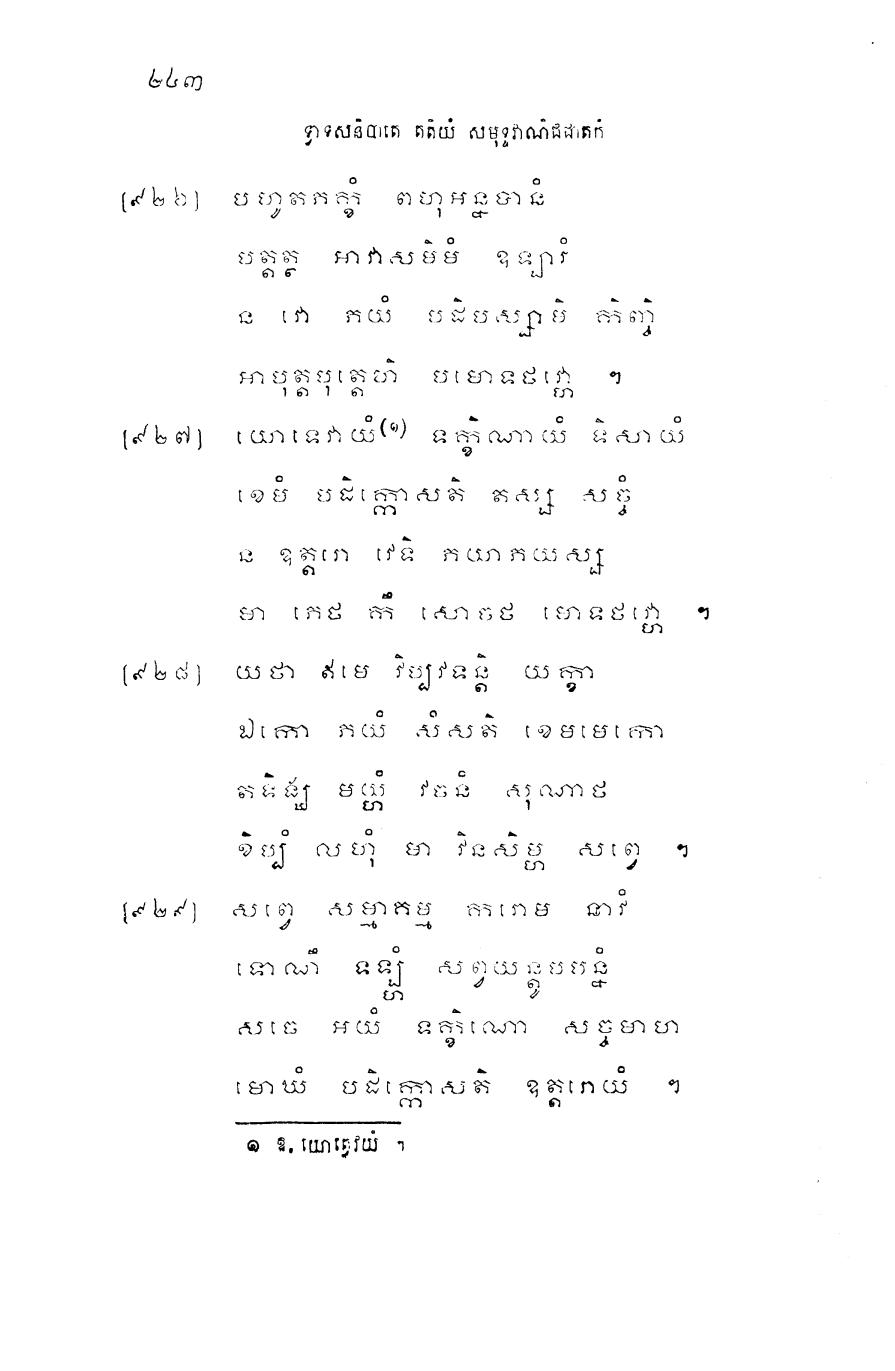 ២៤៣
ទ្វាទសនិបាតេ តតិយំ សមុទ្ទវាណិជជាតកំ
[៩២៦] បហូតភក្ខំ ពហុអន្នបានំ
បត្តត្ថ អាវាសមិមំ ឧឡារំ
ន វោ ភយំ បដិបស្សាមិ កិញ្ចិ
អាបុត្តបុត្តេហិ បមោទថវ្ហោ ។
[៩២៧] យោទេវាយំ(១) ទក្ខិណាយំ ទិសាយំ
ខេមំ បដិក្កោសតិ តស្ស សច្ចំ
ន ឧត្តរោ វេទិ ភយាភយស្ស
មា ភេថ កឹ សោចថ មោទថវ្ហោ ។
[៩២៨] យថា ឥមេ វិប្បវទន្តិ យក្ខា
ឯកោ ភយំ សំសតិ ខេមមេកោ
តទិង្ឃ មយ្ហំ វចនំ សុណាថ
ខិប្បំ លហុំ មា វិនសិម្ហ សព្វេ ។
[៩២៩] សព្វេ សមាគម្ម ករោម នាវំ
ទោណឹ ទឡ្ហំ សព្វយន្តូបបន្នំ
សចេ អយំ ទក្ខិណោ សច្ចមាហ
មោឃំ បដិក្កោសតិ ឧត្តរោយំ ។
១ ឱ. យោត្វេវយំ ។